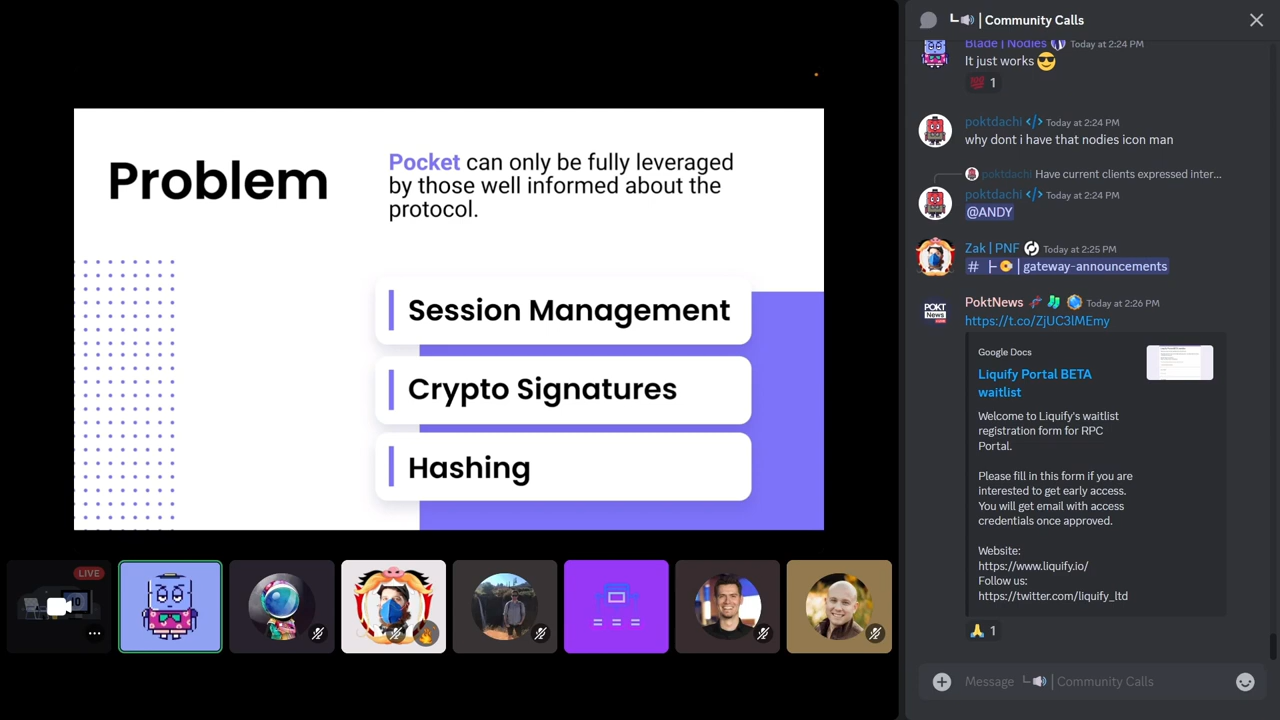 Problem
Pocket can only be fully leveraged
by those well informed about the
protocol.
Session Management
Crypto Signatures
Hashing
LIVE
Community Calls
Blade | Nodies Today at 2:24 PM
It just works 😎
💯 1
poktdachi </> Today at 2:24 PM
why dont i have that nodies icon man
poktdachi Have current clients expressed inter...
poktdachi </> Today at 2:24 PM
@ANDY
Zak | PNF Today at 2:25 PM
# ├ | gateway-announcements
POKT
News
PoktNews Today at 2:26 PM
https://t.co/ZjUC3lMEmy
Google Docs
Liquify Portal BETA
waitlist
Welcome to Liquify's waitlist
registration form for RPC
Portal.
Please fill in this form if you are
interested to get early access.
You will get email with access
credentials once approved.
Website:
https://www.liquify.io/
Follow us:
https://twitter.com/liquify_ltd
🙏 1
Message └🔊 | Community Calls